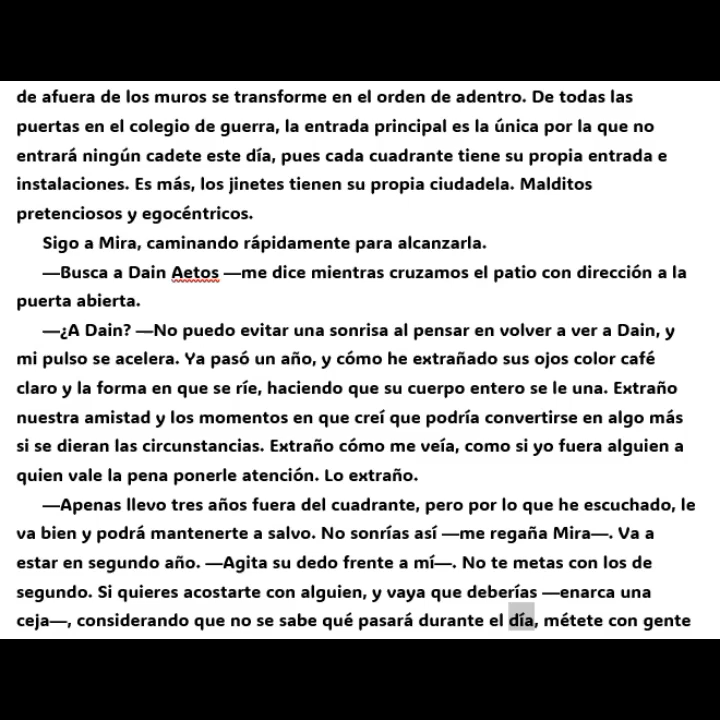 de afuera de los muros se transforme en el orden de adentro. De todas las
puertas en el colegio de guerra, la entrada principal es la única por la que no
entrará ningún cadete este día, pues cada cuadrante tiene su propia entrada e
instalaciones. Es más, los jinetes tienen su propia ciudadela. Malditos
pretenciosos y egocéntricos.
Sigo a Mira, caminando rápidamente para alcanzarla.
—Busca a Dain Aetos —me dice mientras cruzamos el patio con dirección a la
puerta abierta.
—¿A Dain? —No puedo evitar una sonrisa al pensar en volver a ver a Dain, y
mi pulso se acelera. Ya pasó un año, y cómo he extrañado sus ojos color café
claro y la forma en que se ríe, haciendo que su cuerpo entero se le una. Extraño
nuestra amistad y los momentos en que creí que podría convertirse en algo más
si se dieran las circunstancias. Extraño cómo me veía, como si yo fuera alguien a
quien vale la pena ponerle atención. Lo extraño.
—Apenas llevo tres años fuera del cuadrante, pero por lo que he escuchado, le
va bien y podrá mantenerte a salvo. No sonrías así —me regaña Mira—. Va a
estar en segundo año. —Agita su dedo frente a mí—. No te metas con los de
segundo. Si quieres acostarte con alguien, y vaya que deberías —enarca una
ceja—, considerando que no se sabe qué pasará durante el día, métete con gente